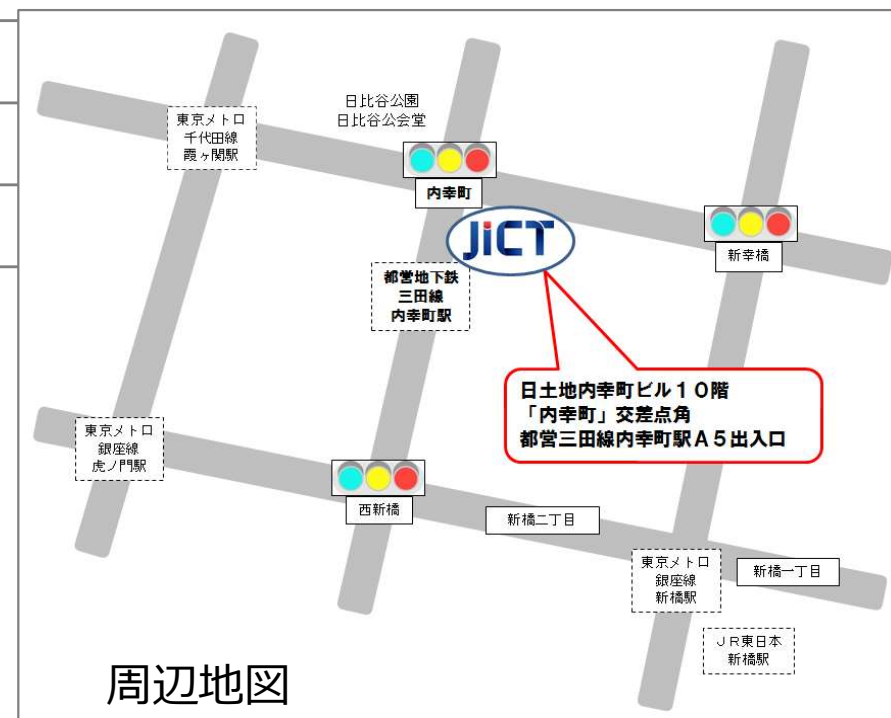 日比谷公園
日比谷公会堂
東京メトロ
千代田線
霞ヶ関駅
内幸町
JiCT
新幸橋
都営地下鉄
三田線
内幸町駅
日土地内幸町ビル１０階
「内幸町」交差点角
都営三田線内幸町駅Ａ５出入口
東京メトロ
銀座線
虎ノ門駅
西新橋
新橋二丁目
東京メトロ
銀座線
新橋駅
新橋一丁目
ＪＲ東日本
新橋駅
周辺地図